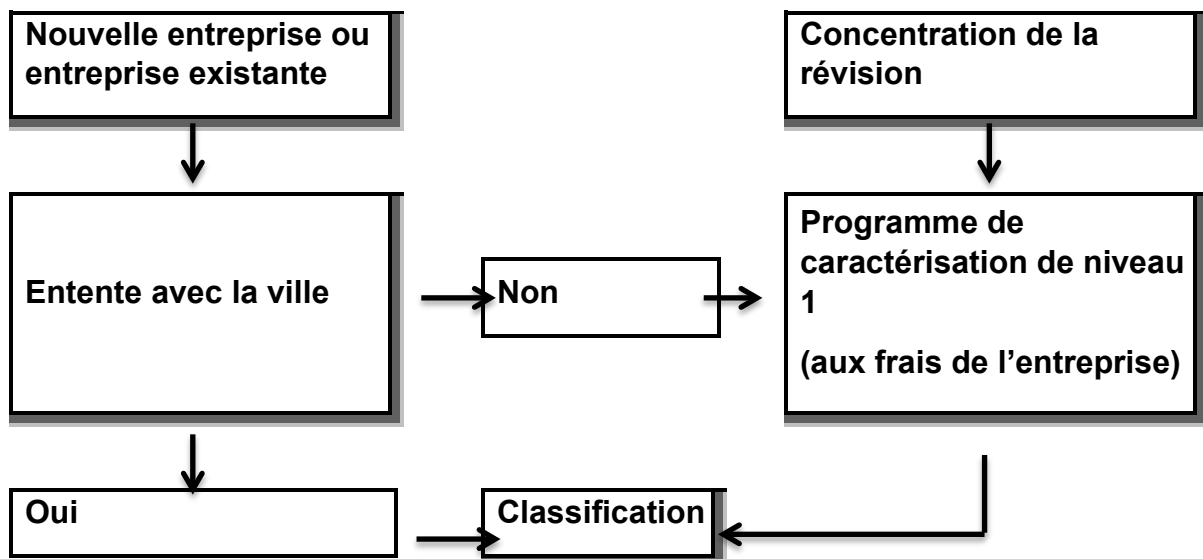 Nouvelle entreprise ou
entreprise existante
Concentration de la
révision
Entente avec la ville
Non
Programme de
caractérisation de niveau
1
(aux frais de l’entreprise)
Oui
Classification